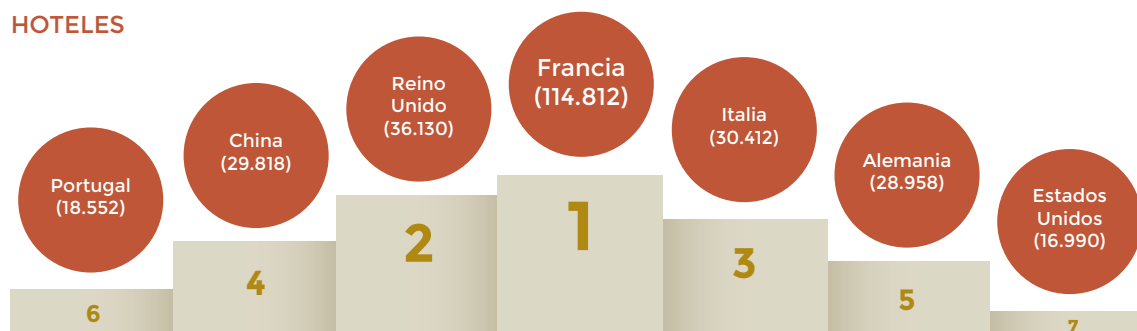 HOTELES
Portugal
(18.552)
6
China
(29.818)
4
Reino
Unido
(36.130)
2
Francia
(114.812)
1
Italia
(30.412)
3
Alemania
(28.958)
5
Estados
Unidos
(16.990)
7